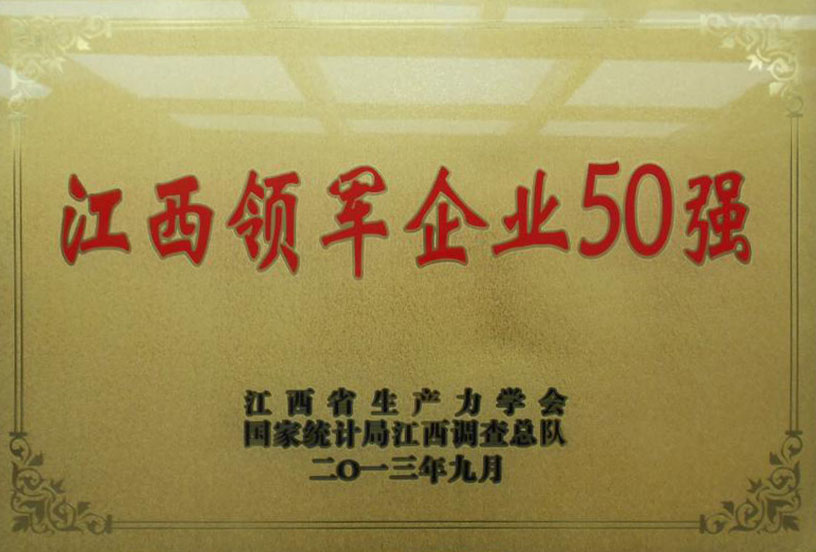 江西领军企业50强
江西省生产力学会
国家统计局江西调查总队
二〇一三年九月